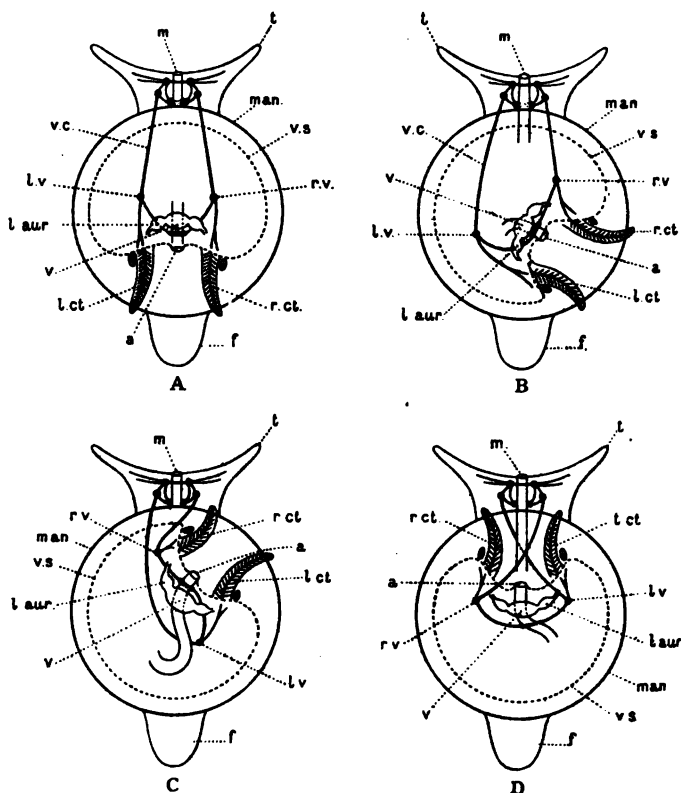 m t
man.
v.c v.s
l.v r.v.
l aur
v
l.ct r.ct.
a f
A
m t
man
v.c v s
v r.v
l.v. r.ct
a
l aur. l.ct
f
B
m t
r v r ct
man a
v.s l ct
l aur
v l v
f
C
m t
r ct t ct
a l v
r v l aur
man
v v s
f
D